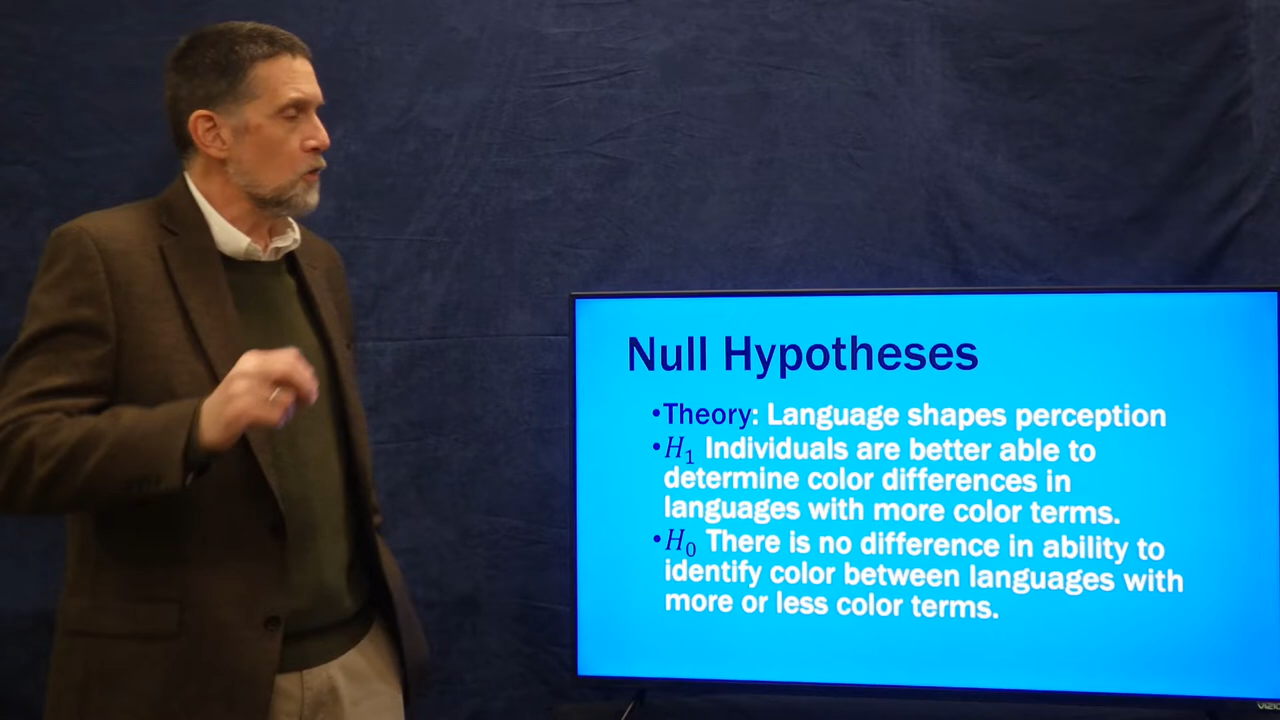 Null Hypotheses
•Theory: Language shapes perception
•H₁ Individuals are better able to
determine color differences in
languages with more color terms.
•H₀ There is no difference in ability to
identify color between languages with
more or less color terms.